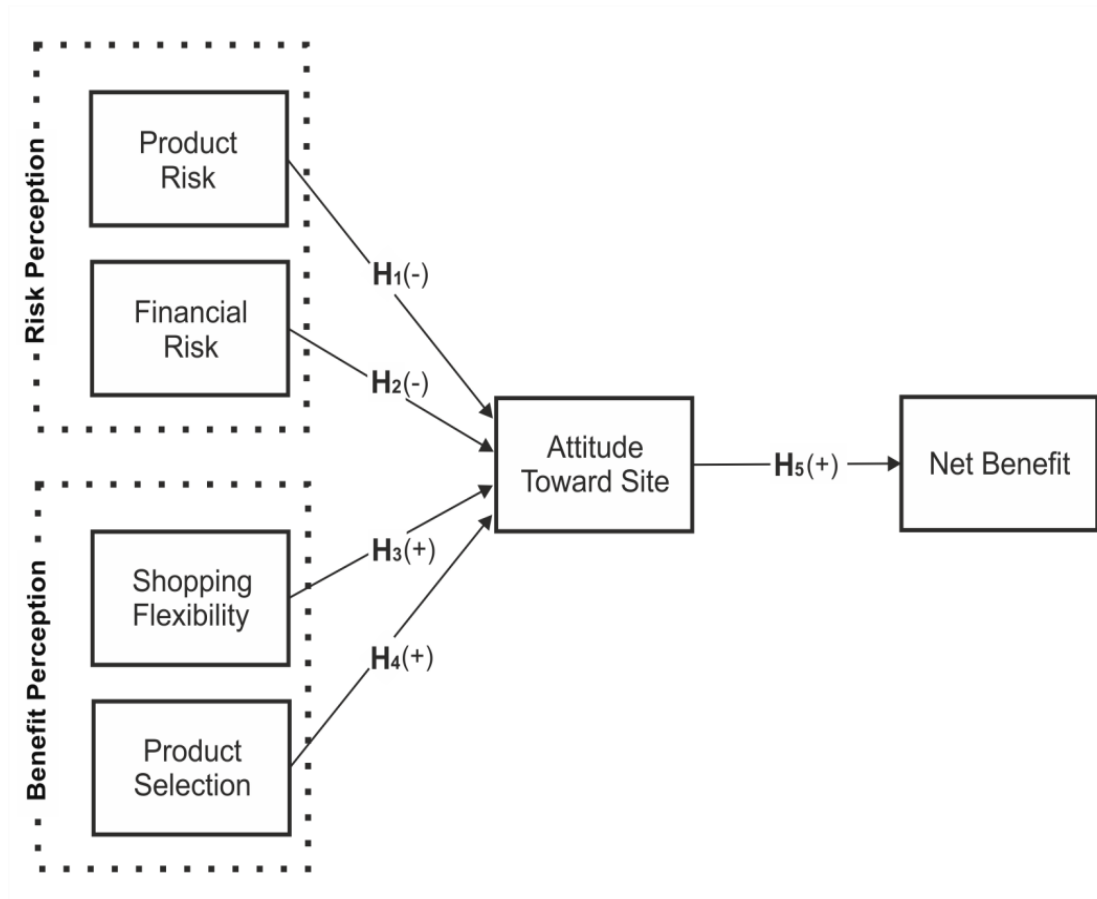 Risk Perception
Product
Risk
Financial
Risk
H₁(-)
H₂(-)
Benefit Perception
Shopping
Flexibility
Product
Selection
H₃(+)
H₄(+)
Attitude
Toward Site
H₅(+)
Net Benefit